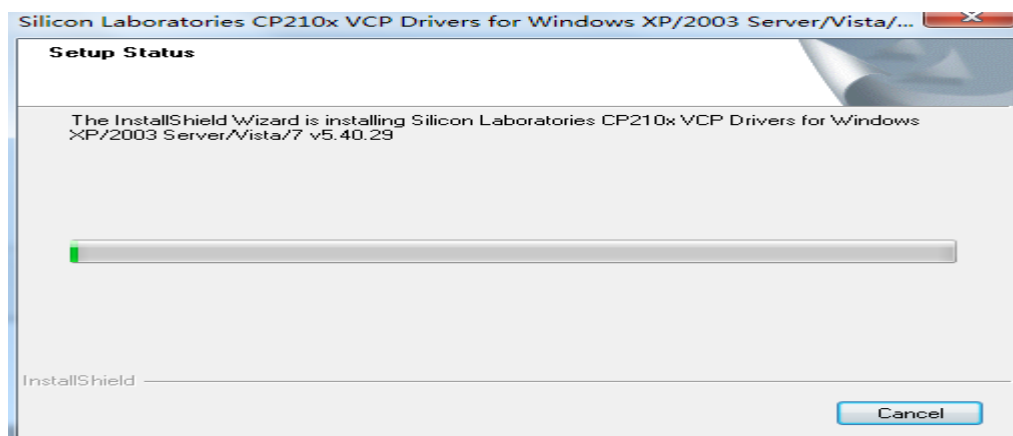 Silicon Laboratories CP210x VCP Drivers for Windows XP/2003 Server/Vista/...
Setup Status
The InstallShield Wizard is installing Silicon Laboratories CP210x VCP Drivers for Windows
XP/2003 Server/Vista/7 v5.40.29
InstallShield
Cancel